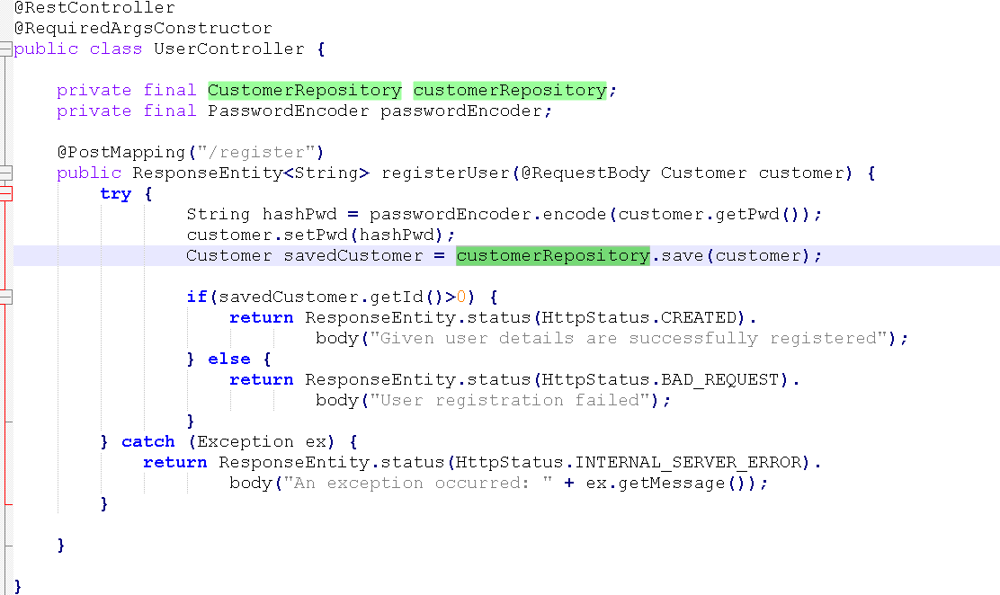 @RestController
@RequiredArgsConstructor
public class UserController {
private final CustomerRepository customerRepository;
private final PasswordEncoder passwordEncoder;
@PostMapping("/register")
public ResponseEntity<String> registerUser(@RequestBody Customer customer) {
try {
String hashPwd = passwordEncoder.encode(customer.getPwd());
customer.setPwd(hashPwd);
Customer savedCustomer = customerRepository.save(customer);
if(savedCustomer.getId()>0) {
return ResponseEntity.status(HttpStatus.CREATED).
body("Given user details are successfully registered");
} else {
return ResponseEntity.status(HttpStatus.BAD_REQUEST).
body("User registration failed");
}
} catch (Exception ex) {
return ResponseEntity.status(HttpStatus.INTERNAL_SERVER_ERROR).
body("An exception occurred: " + ex.getMessage());
}
}
}